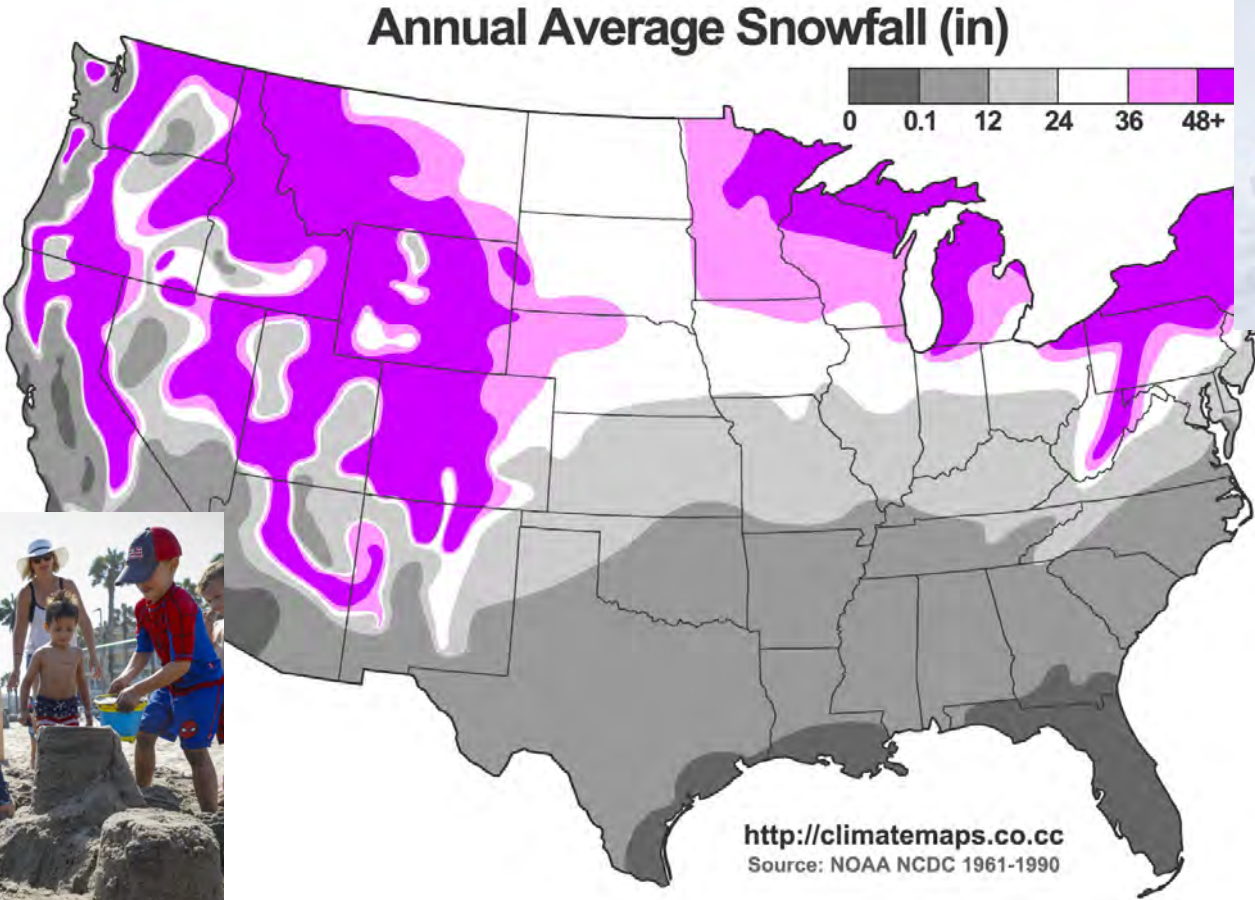 Annual Average Snowfall (in)
0 0.1 12 24 36 48+
http://climatemaps.co.cc
Source: NOAA NCDC 1961-1990